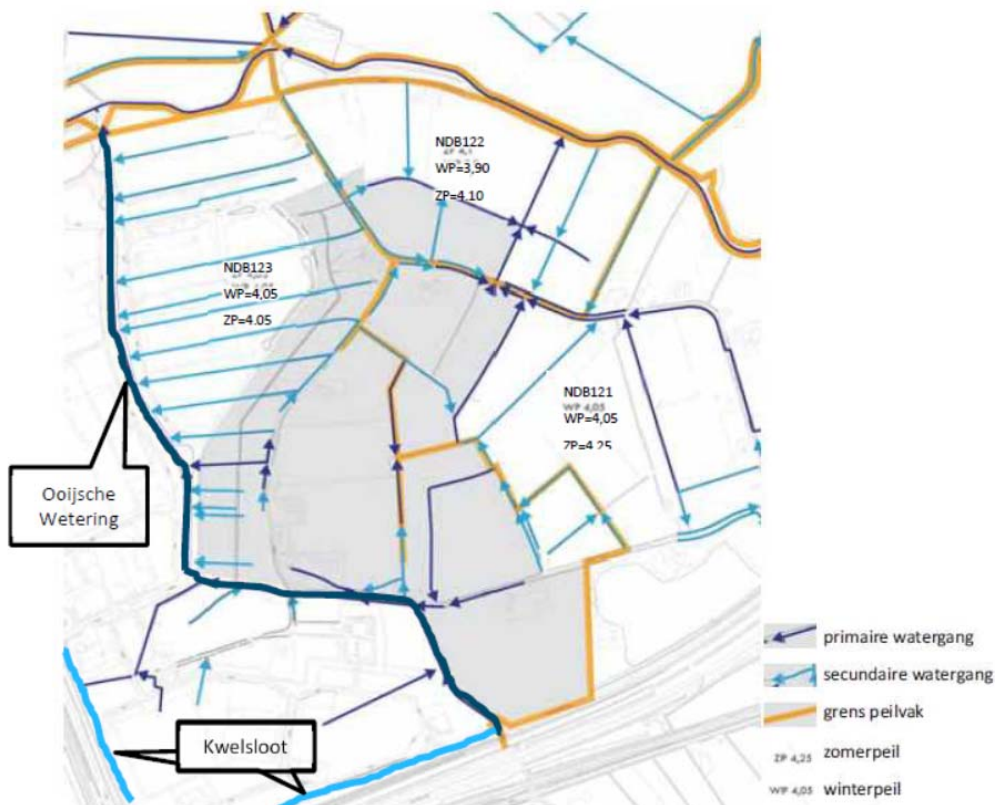 NDB122
WP=3,90
ZP=4.10
NDB123
WP=4,05
ZP=4.05
NDB121
WP 4,05
WP=4,05
ZP=4.25
Ooijsche
Wetering
Kwelsloot
primaire watergang
secundaire watergang
grens peilvak
ZP 4,25 zomerpeil
WP 4,05 winterpeil